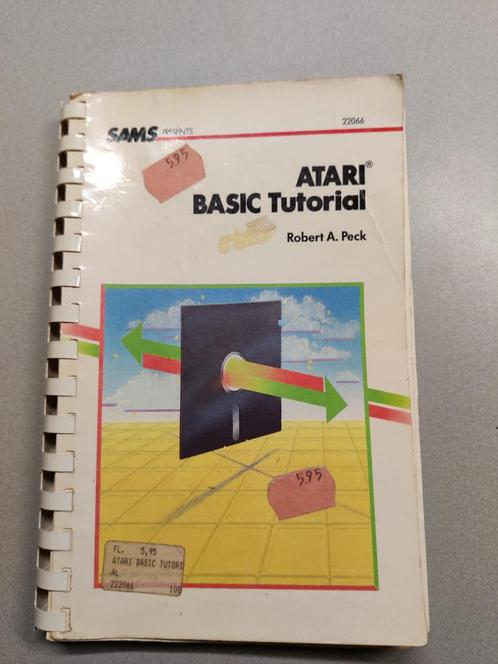 22066
SAMS PRESENTS
5.95
ATARI®
BASIC Tutorial
Robert A. Peck
5.95
FL. 5,95
ATARI BASIC TUTORI
AL
222066 106